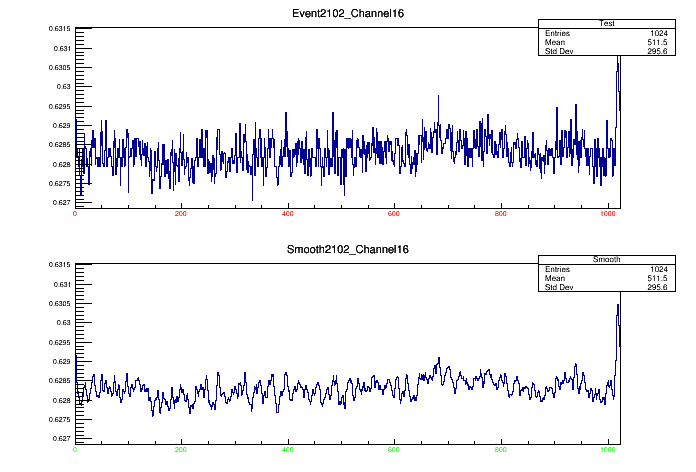 Event2102_Channel16
Test
Entries 1024
Mean 511.5
Std Dev 295.6
0.6315
0.631
0.6305
0.63
0.6295
0.629
0.6285
0.628
0.6275
0.627
0 200 400 600 800 1000
Smooth2102_Channel16
Smooth
Entries 1024
Mean 511.5
Std Dev 295.6
0.6315
0.631
0.6305
0.63
0.6295
0.629
0.6285
0.628
0.6275
0.627
0 200 400 600 800 1000